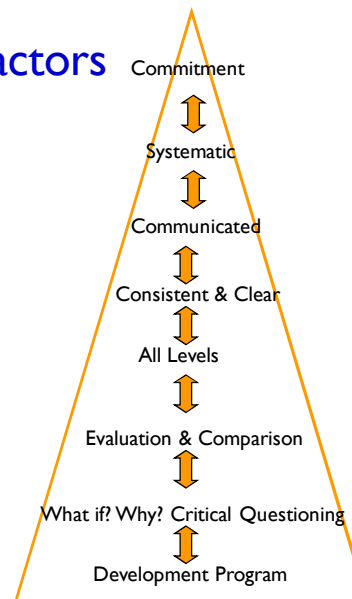 actors
Commitment
Systematic
Communicated
Consistent & Clear
All Levels
Evaluation & Comparison
What if? Why? Critical Questioning
Development Program